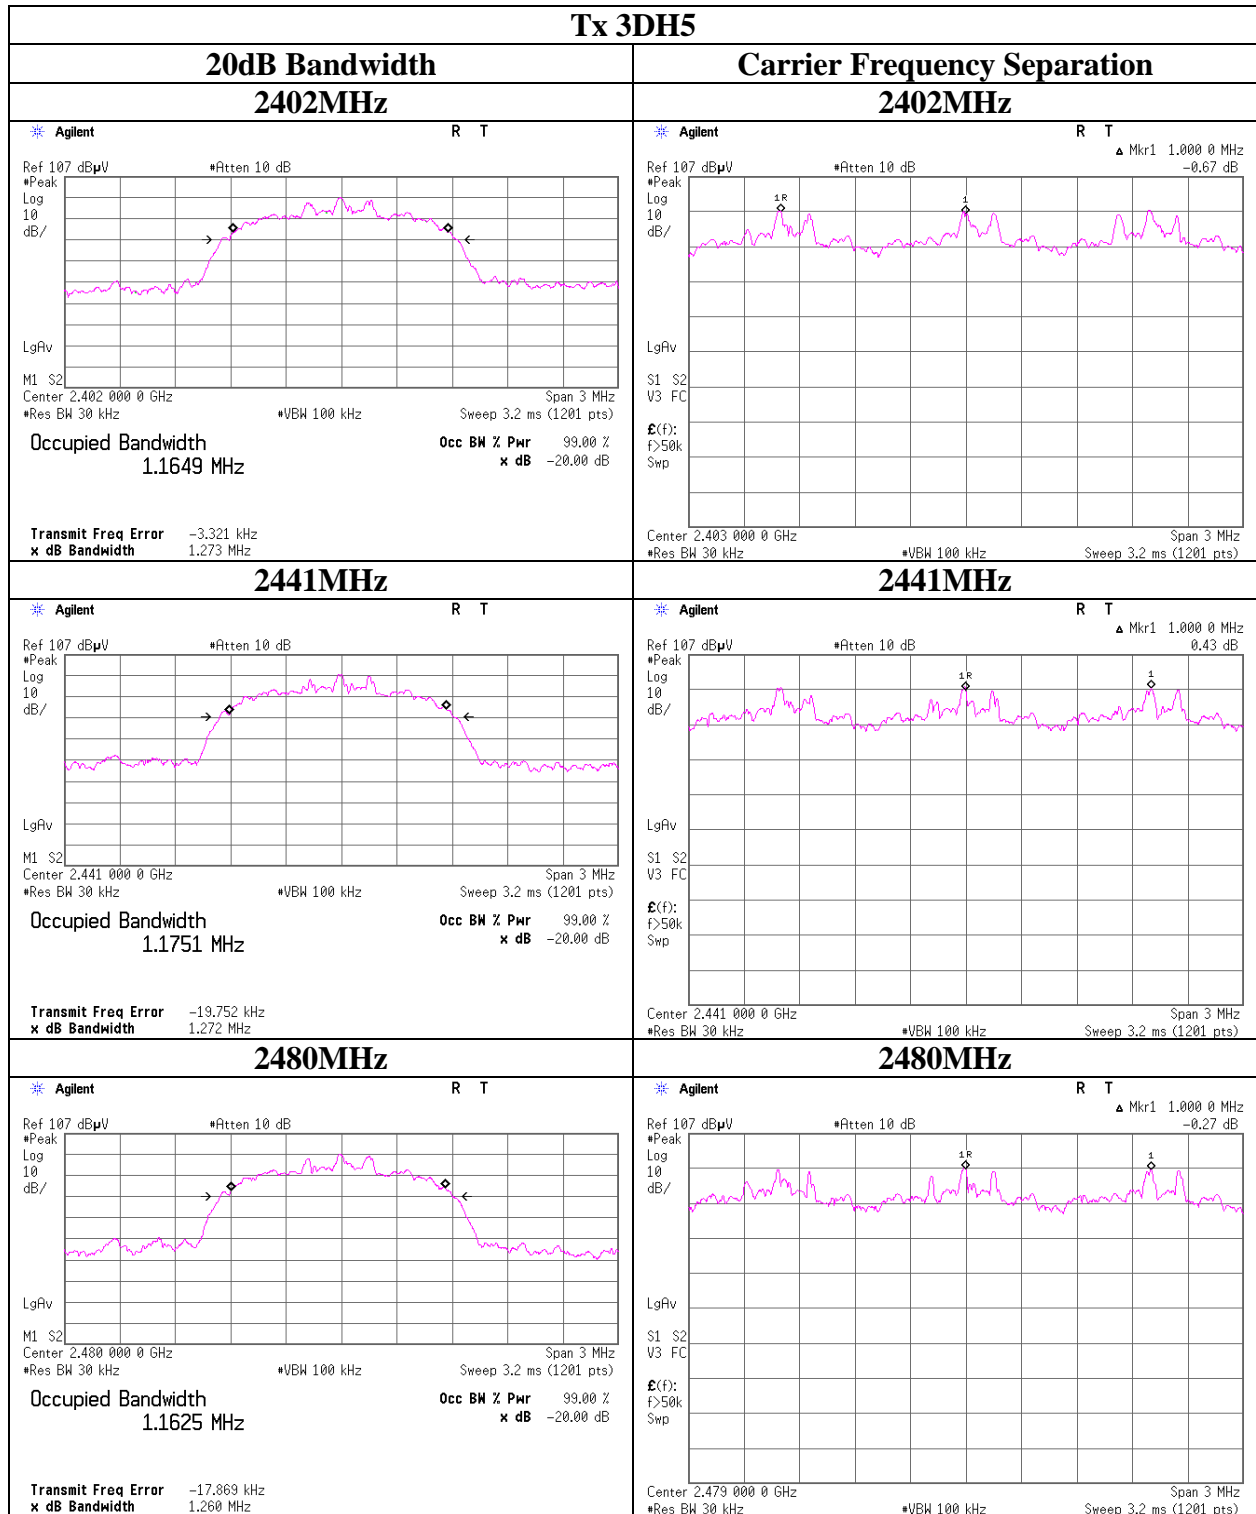 Tx 3DH5
20dB Bandwidth
Carrier Frequency Separation
2402MHz
2402MHz
Agilent
R T
Ref 107 dBµV
#Atten 10 dB
#Peak
Log
10
dB/
LgAv
M1 S2
Center 2.402 000 0 GHz
Span 3 MHz
#Res BW 30 kHz
#VBW 100 kHz
Sweep 3.2 ms (1201 pts)
Occupied Bandwidth
1.1649 MHz
Occ BW % Pwr 99.00 %
x dB -20.00 dB
Transmit Freq Error -3.321 kHz
x dB Bandwidth 1.273 MHz
Agilent
R T
Δ Mkr1 1.000 0 MHz
Ref 107 dBµV
#Atten 10 dB
-0.67 dB
#Peak
Log
10
dB/
1R
1
LgAv
S1 S2
V3 FC
£(f):
f>50k
Swp
Center 2.403 000 0 GHz
Span 3 MHz
#Res BW 30 kHz
#VBW 100 kHz
Sweep 3.2 ms (1201 pts)
2441MHz
2441MHz
Agilent
R T
Ref 107 dBµV
#Atten 10 dB
#Peak
Log
10
dB/
LgAv
M1 S2
Center 2.441 000 0 GHz
Span 3 MHz
#Res BW 30 kHz
#VBW 100 kHz
Sweep 3.2 ms (1201 pts)
Occupied Bandwidth
1.1751 MHz
Occ BW % Pwr 99.00 %
x dB -20.00 dB
Transmit Freq Error -19.752 kHz
x dB Bandwidth 1.272 MHz
Agilent
R T
Δ Mkr1 1.000 0 MHz
Ref 107 dBµV
#Atten 10 dB
0.43 dB
#Peak
Log
10
dB/
1R
1
LgAv
S1 S2
V3 FC
£(f):
f>50k
Swp
Center 2.441 000 0 GHz
Span 3 MHz
#Res BW 30 kHz
#VBW 100 kHz
Sweep 3.2 ms (1201 pts)
2480MHz
2480MHz
Agilent
R T
Ref 107 dBµV
#Atten 10 dB
#Peak
Log
10
dB/
LgAv
M1 S2
Center 2.480 000 0 GHz
Span 3 MHz
#Res BW 30 kHz
#VBW 100 kHz
Sweep 3.2 ms (1201 pts)
Occupied Bandwidth
1.1625 MHz
Occ BW % Pwr 99.00 %
x dB -20.00 dB
Transmit Freq Error -17.869 kHz
x dB Bandwidth 1.260 MHz
Agilent
R T
Δ Mkr1 1.000 0 MHz
Ref 107 dBµV
#Atten 10 dB
-0.27 dB
#Peak
Log
10
dB/
1R
1
LgAv
S1 S2
V3 FC
£(f):
f>50k
Swp
Center 2.479 000 0 GHz
Span 3 MHz
#Res BW 30 kHz
#VBW 100 kHz
Sweep 3.2 ms (1201 pts)